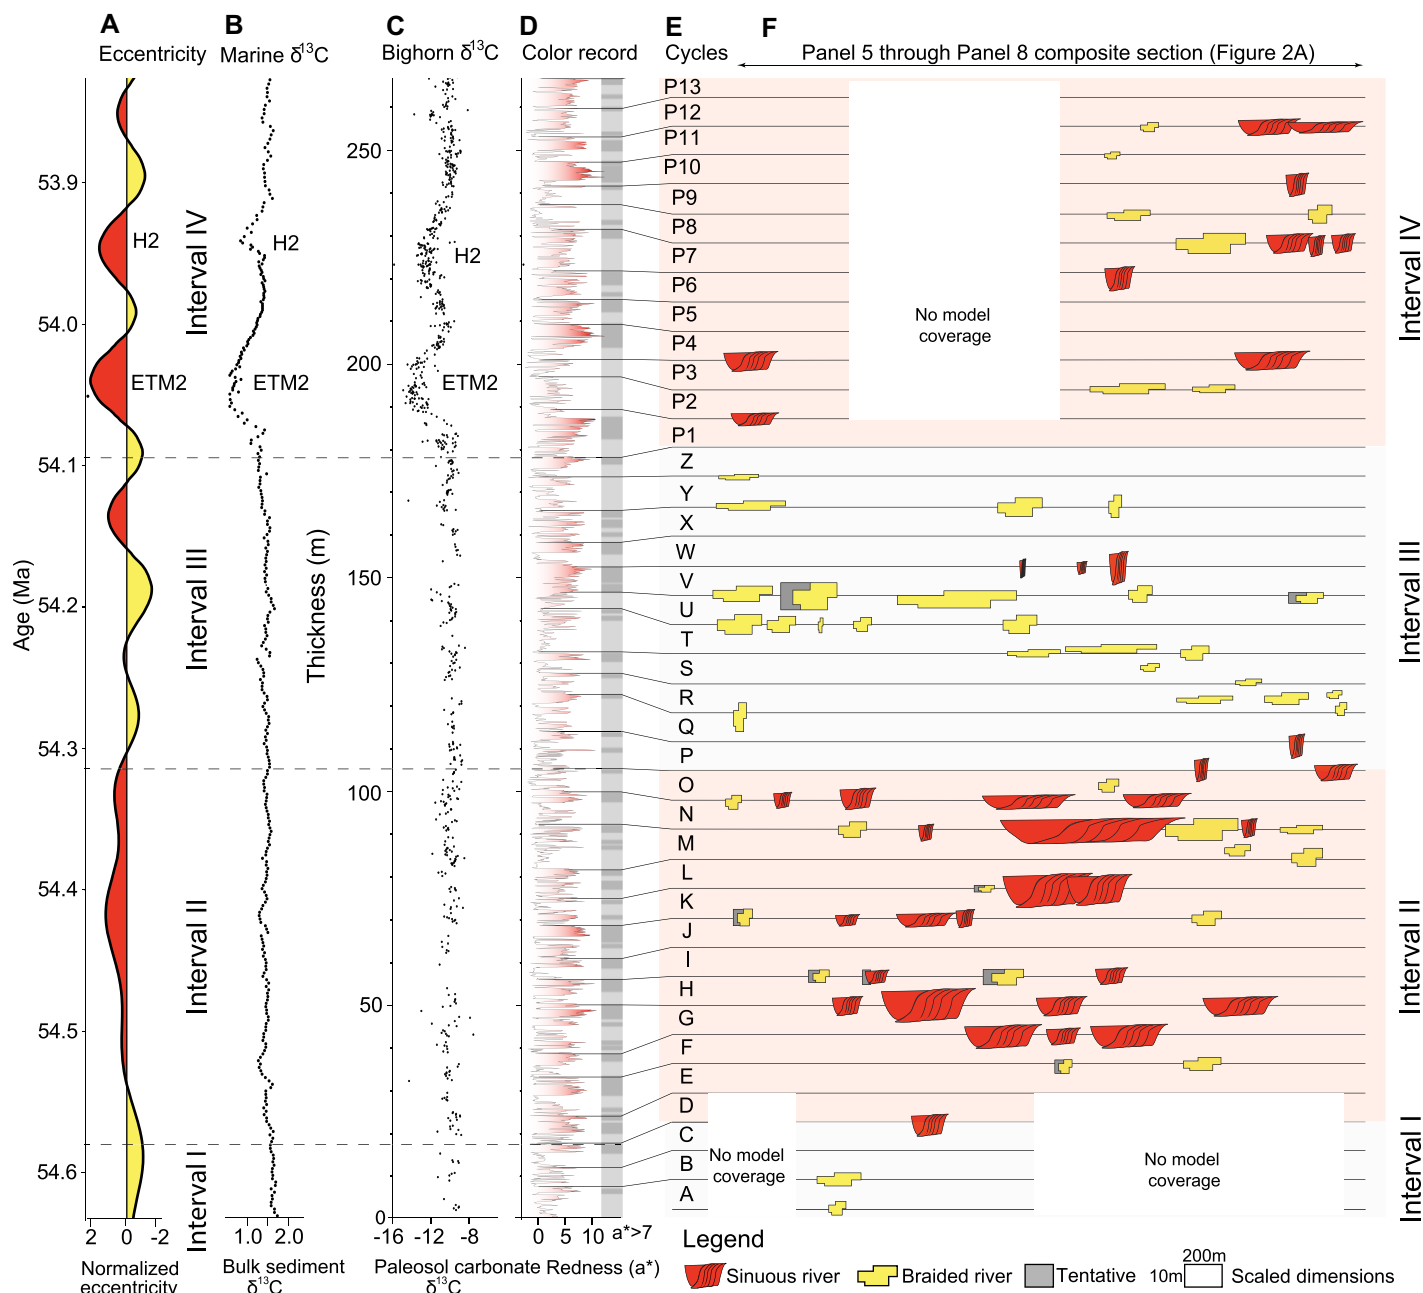 A B C D E F
Eccentricity Marine δ13C Bighorn δ13C Color record Cycles Panel 5 through Panel 8 composite section (Figure 2A)
P13
P12
P11
P10
P9
P8
P7
P6
P5
P4
P3
P2
P1
Z
Y
X
W
V
U
T
S
R
Q
P
O
N
M
L
K
J
I
H
G
F
E
D
C
B
A
Age (Ma)
53.9
54.0
54.1
54.2
54.3
54.4
54.5
54.6
H2
ETM2
Interval IV
Interval III
Interval II
Interval I
H2
ETM2
Thickness (m)
250
200
150
100
50
0
H2
ETM2
No model
coverage
No model
coverage
No model
coverage
Interval IV
Interval III
Interval II
Interval I
2 0 -2
Normalized
eccentricity
1.0 2.0
Bulk sediment
δ13C
-16 -12 -8
Paleosol carbonate
δ13C
0 5 10 a*>7
Redness (a*)
Legend
Sinuous river
Braided river
Tentative
200m
10m
Scaled dimensions